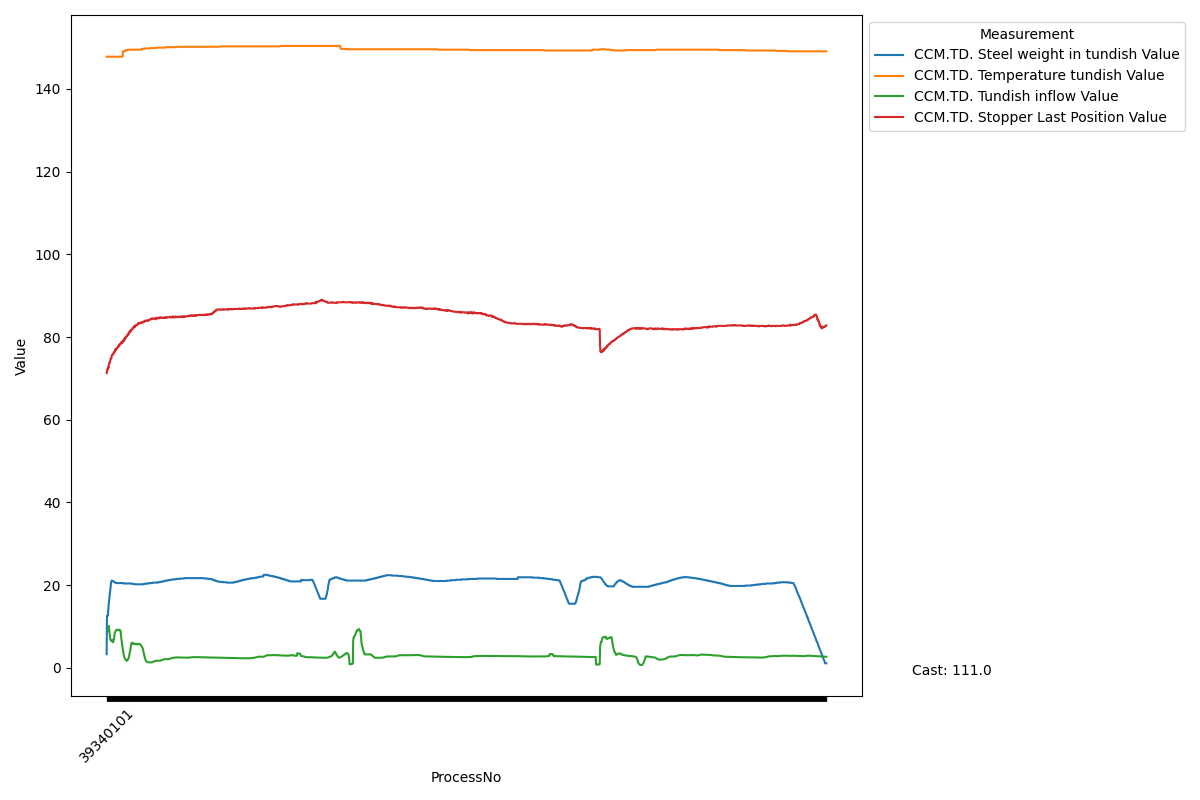 Measurement
CCM.TD. Steel weight in tundish Value
CCM.TD. Temperature tundish Value
CCM.TD. Tundish inflow Value
CCM.TD. Stopper Last Position Value
140
120
100
80
60
40
20
0
Value
Cast: 111.0
39340101
ProcessNo